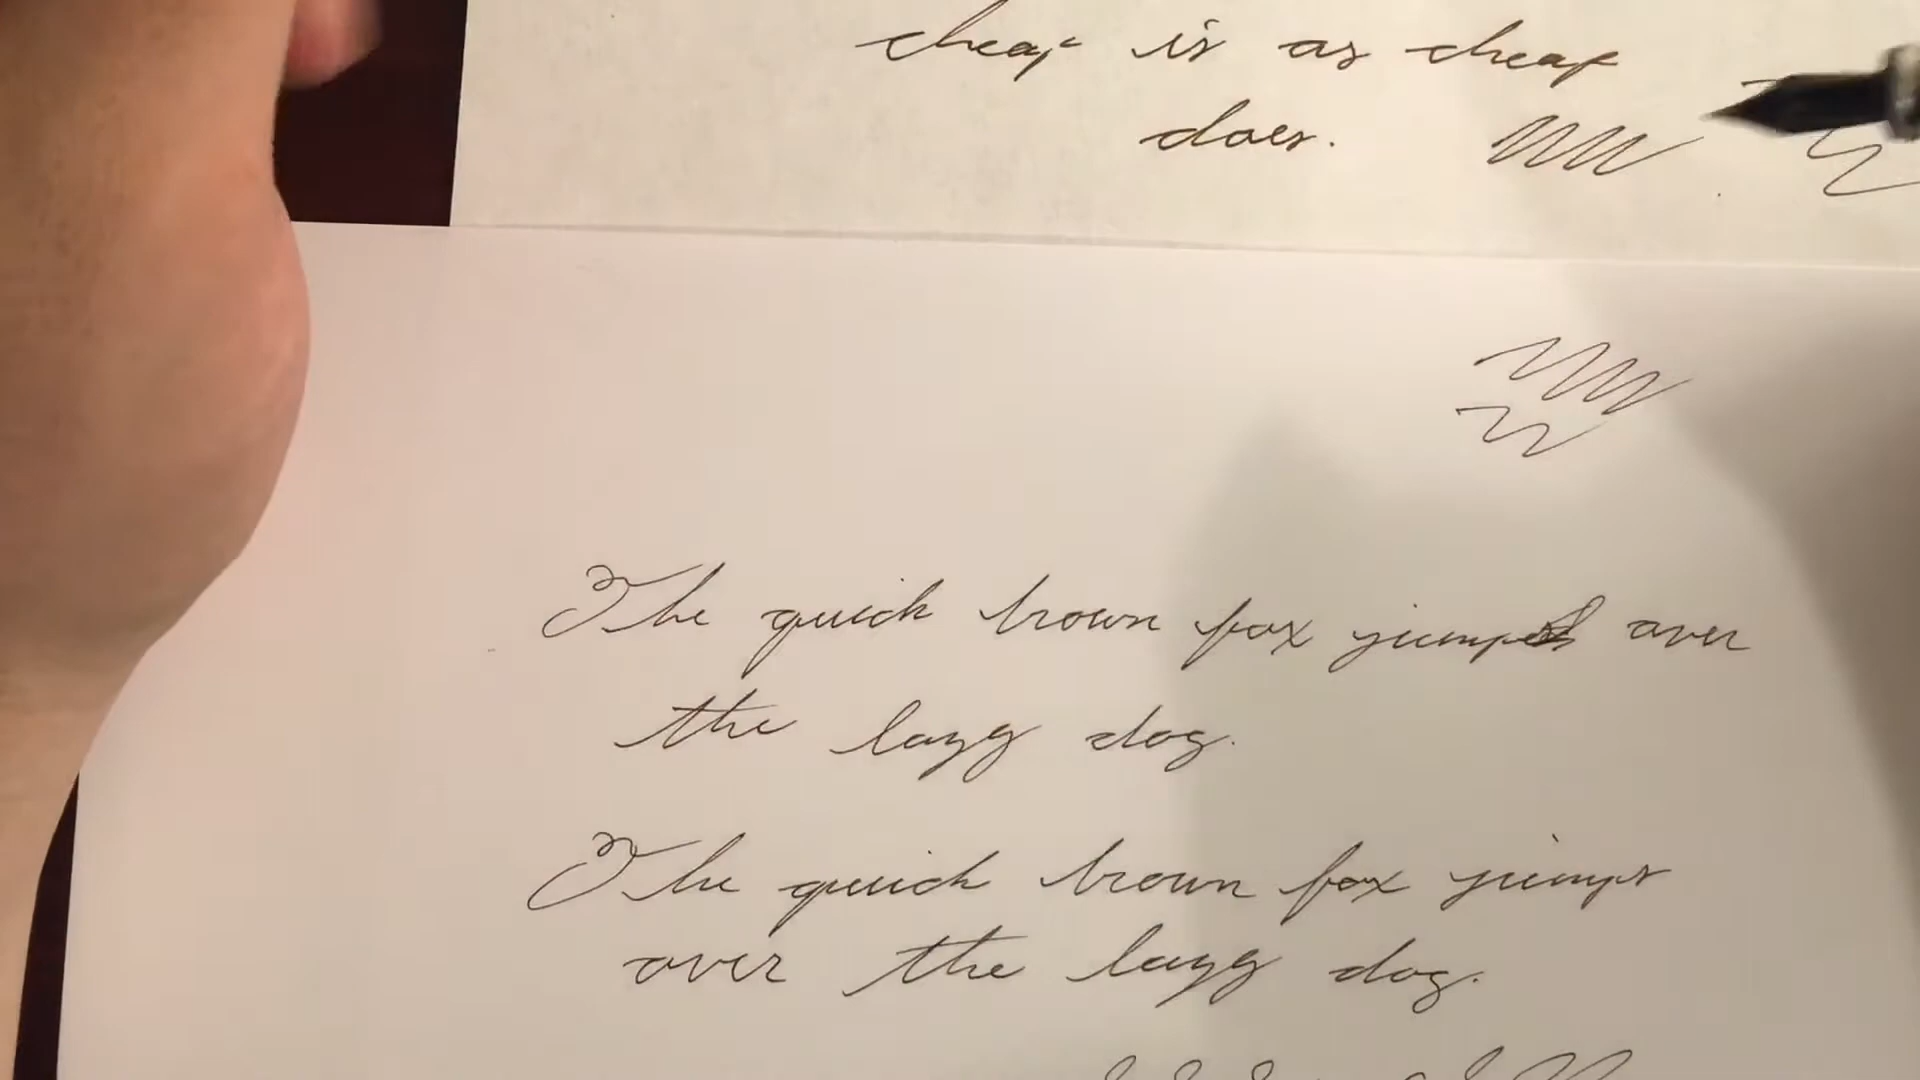 cheap is as cheap
does.
The quick brown fox jumps over
the lazy dog.
The quick brown fox jumps
over the lazy dog.